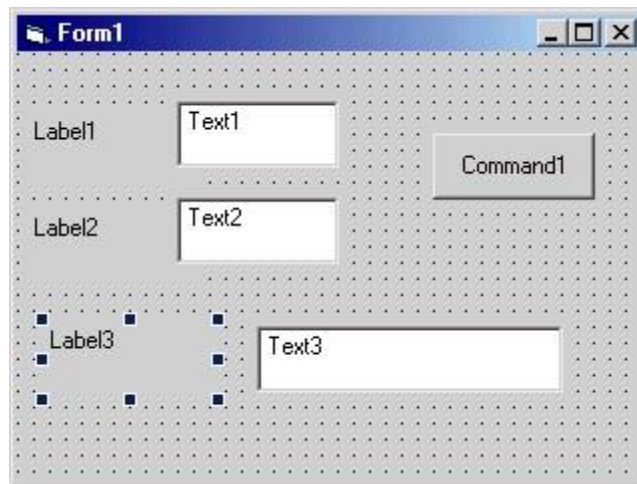 Form1
Label1
Text1
Command1
Label2
Text2
Label3
Text3